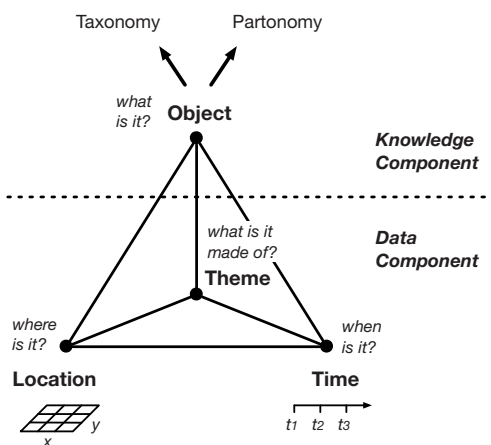 Taxonomy
Partonomy
what
is it?
Object
Knowledge
Component
what is it
made of?
Data
Component
Theme
where
is it?
when
is it?
Location
Time
y
x
t1
t2
t3